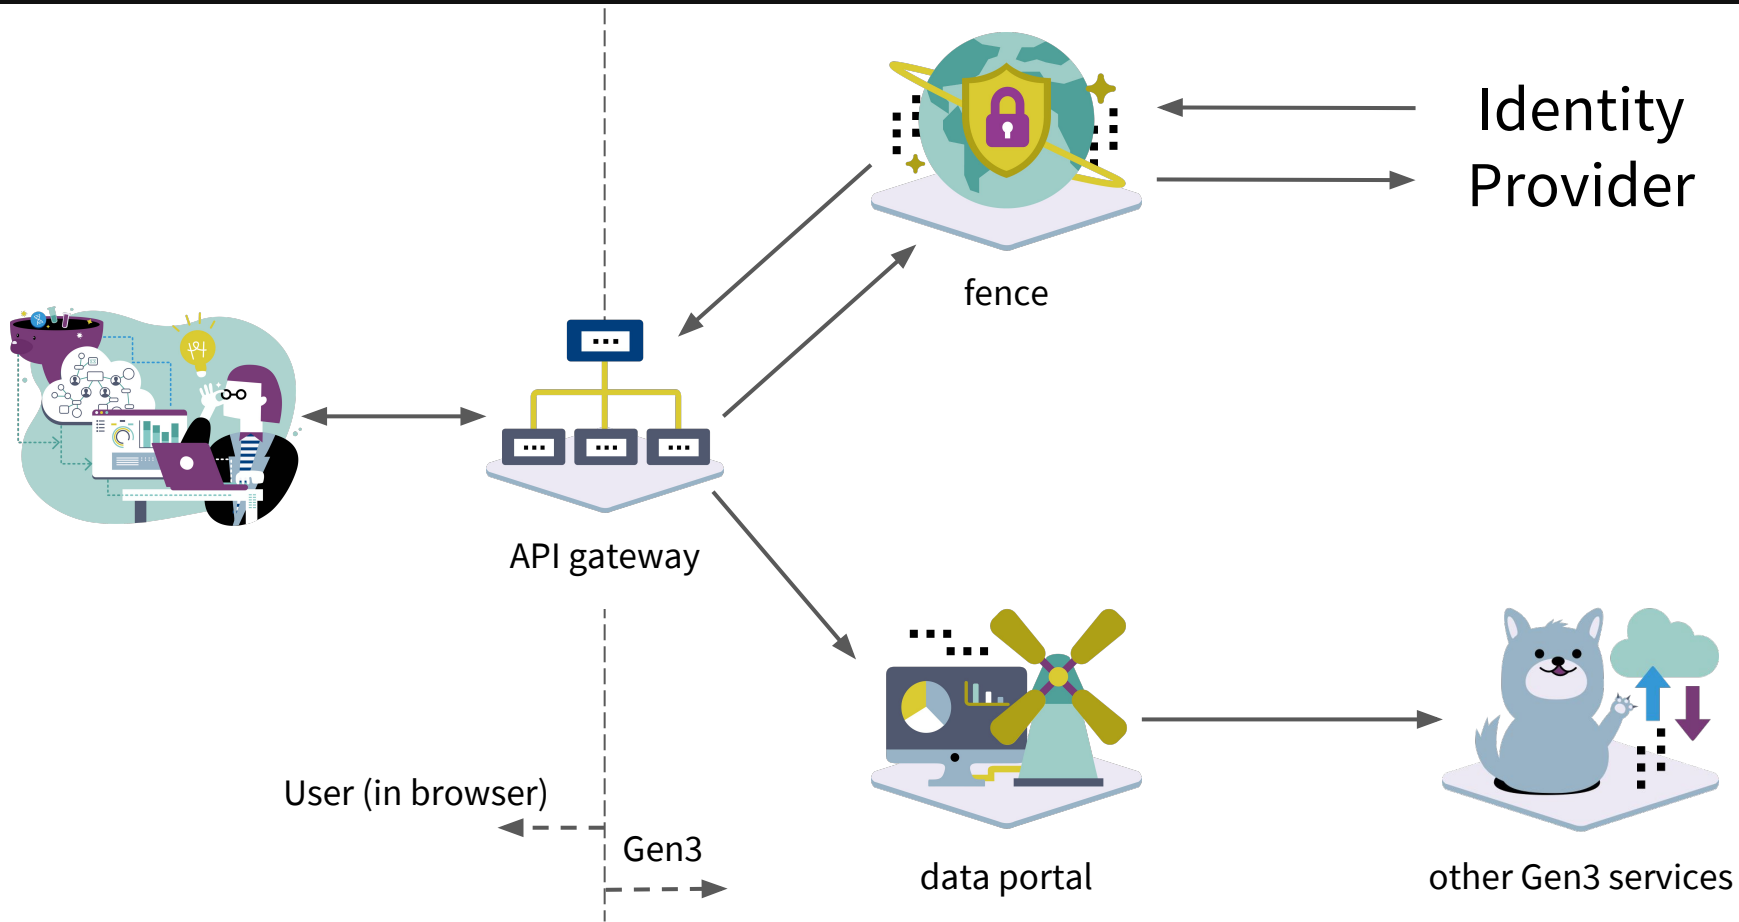 Identity
Provider
fence
API gateway
User (in browser)
Gen3
data portal
other Gen3 services